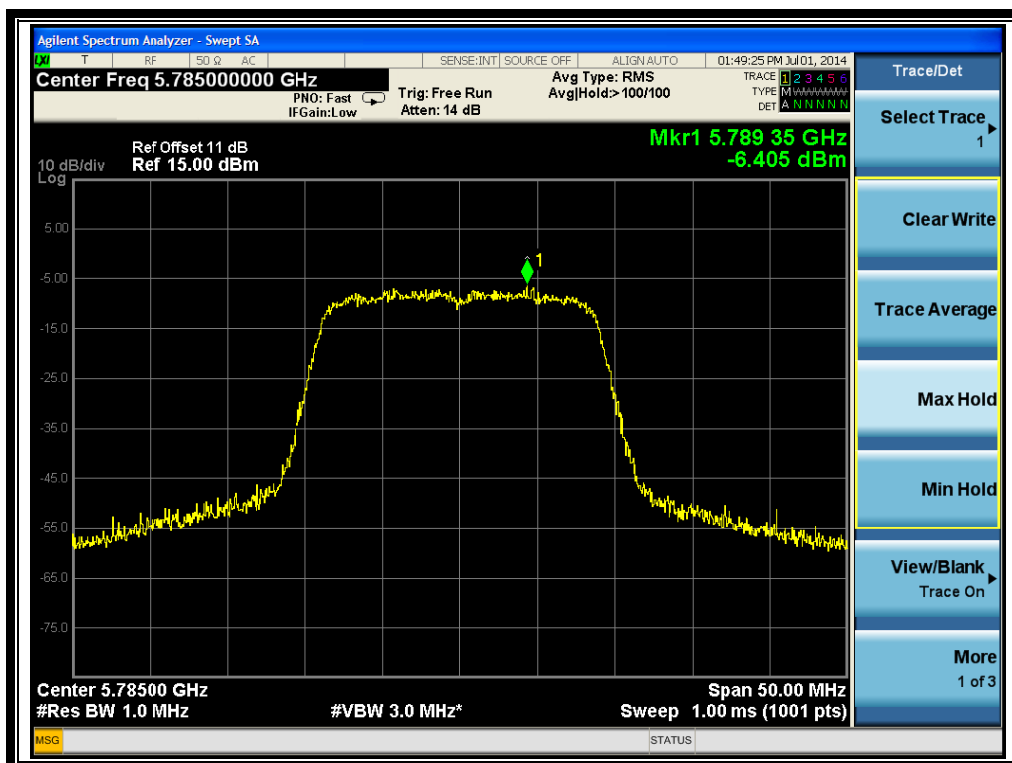 Agilent Spectrum Analyzer - Swept SA
LXI T RF 50 Ω AC SENSE:INT SOURCE OFF ALIGN AUTO 01:49:25 PM Jul 01, 2014
Center Freq 5.785000000 GHz
PNO: Fast
IFGain:Low
Trig: Free Run
Atten: 14 dB
Avg Type: RMS
Avg|Hold:>100/100
TRACE 1 2 3 4 5 6
TYPE M WWWWW
DET A N N N N N
Ref Offset 11 dB
10 dB/div Ref 15.00 dBm
Log
Mkr1 5.789 35 GHz
-6.405 dBm
1
5.00
-5.00
-15.0
-25.0
-35.0
-45.0
-55.0
-65.0
-75.0
Center 5.78500 GHz
Span 50.00 MHz
#Res BW 1.0 MHz
#VBW 3.0 MHz*
Sweep 1.00 ms (1001 pts)
MSG
STATUS
Trace/Det
Select Trace
1
Clear Write
Trace Average
Max Hold
Min Hold
View/Blank
Trace On
More
1 of 3